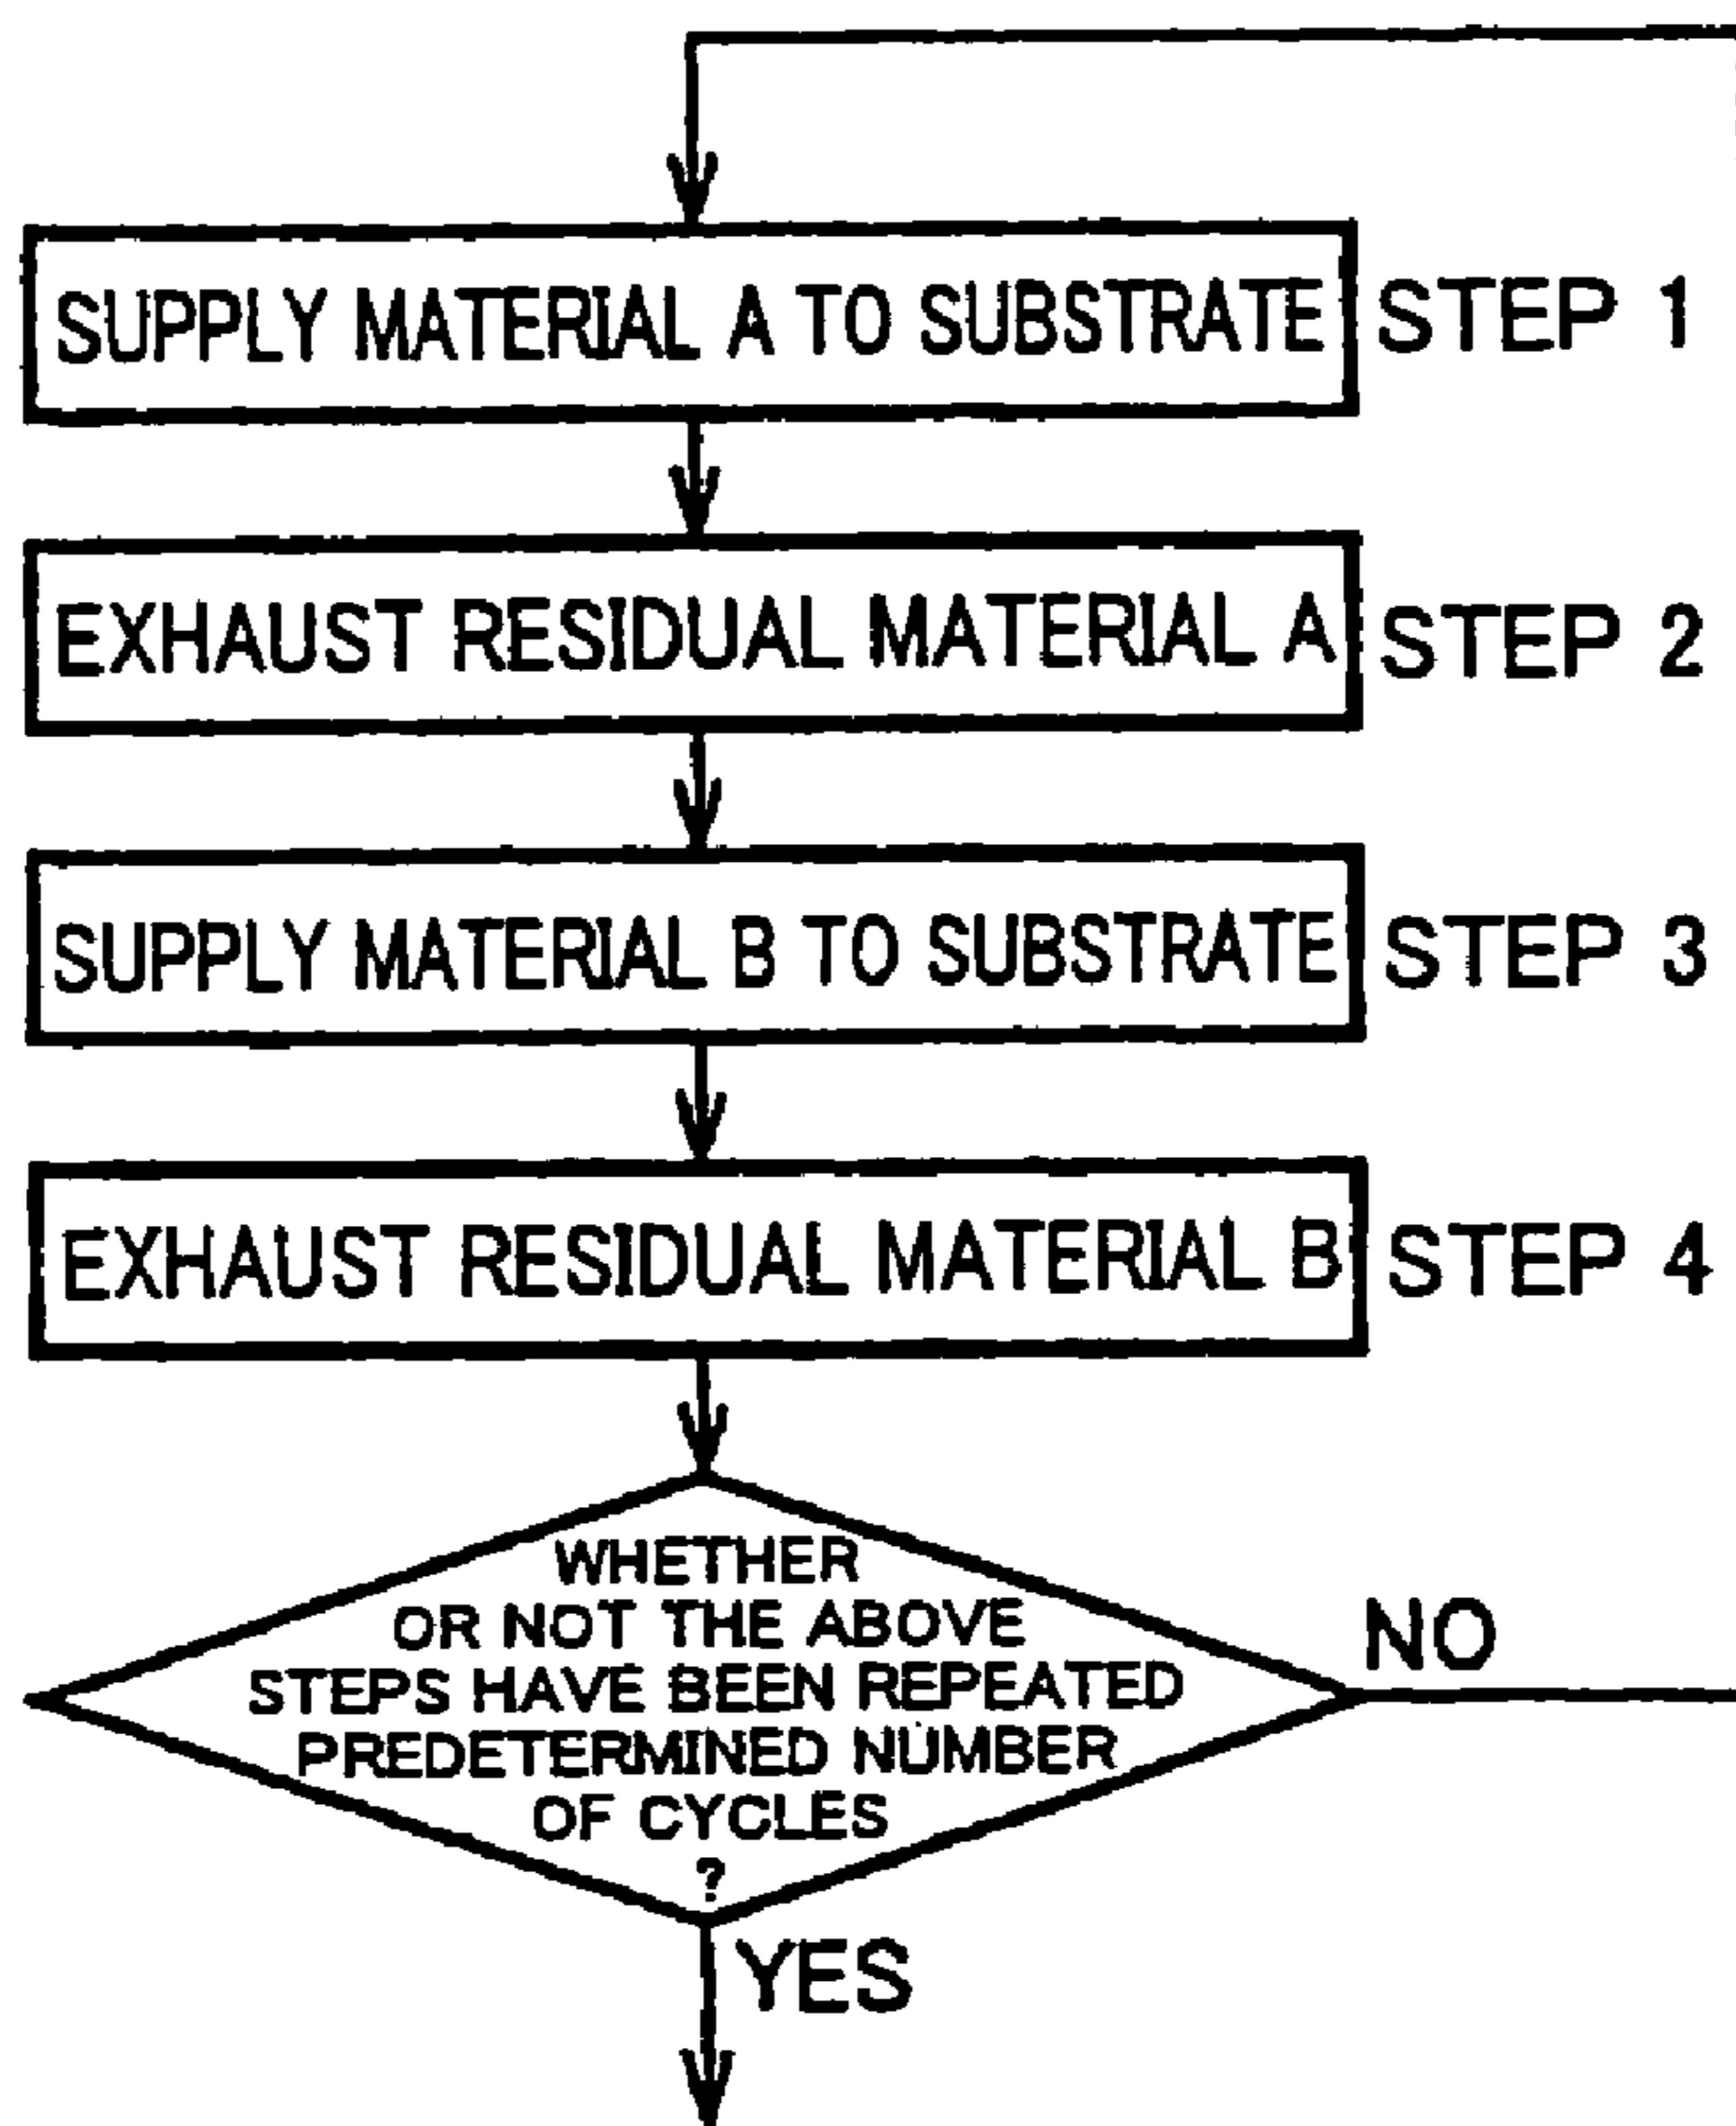 SUPPLY MATERIAL A TO SUBSTRATE STEP 1
EXHAUST RESIDUAL MATERIAL A STEP 2
SUPPLY MATERIAL B TO SUBSTRATE STEP 3
EXHAUST RESIDUAL MATERIAL B STEP 4
WHETHER
OR NOT THE ABOVE
STEPS HAVE BEEN REPEATED
PREDETERMINED NUMBER
OF CYCLES
?
NO
YES